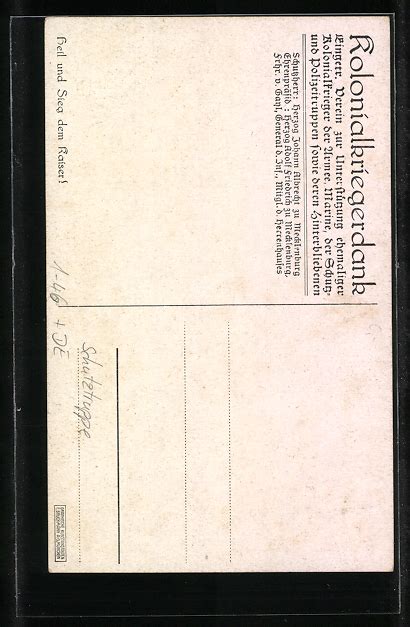 Kolonialkriegerdank
Eingetr. Verein zur Unterstützung ehemaliger
Kolonialkrieger der Armee, Marine, der Schutz-
und Polizeitruppen sowie deren Hinterbliebenen
Schutzherr: Herzog Johann Albrecht zu Mecklenburg
Ehrenpräsid.: Herzog Adolf Friedrich zu Mecklenburg,
Frhr. v. Gayl, General d. Inf., Mitgl. d. Herrenhauses
Heil und Sieg dem Kaiser!
1.46 + DE
Schutztruppe